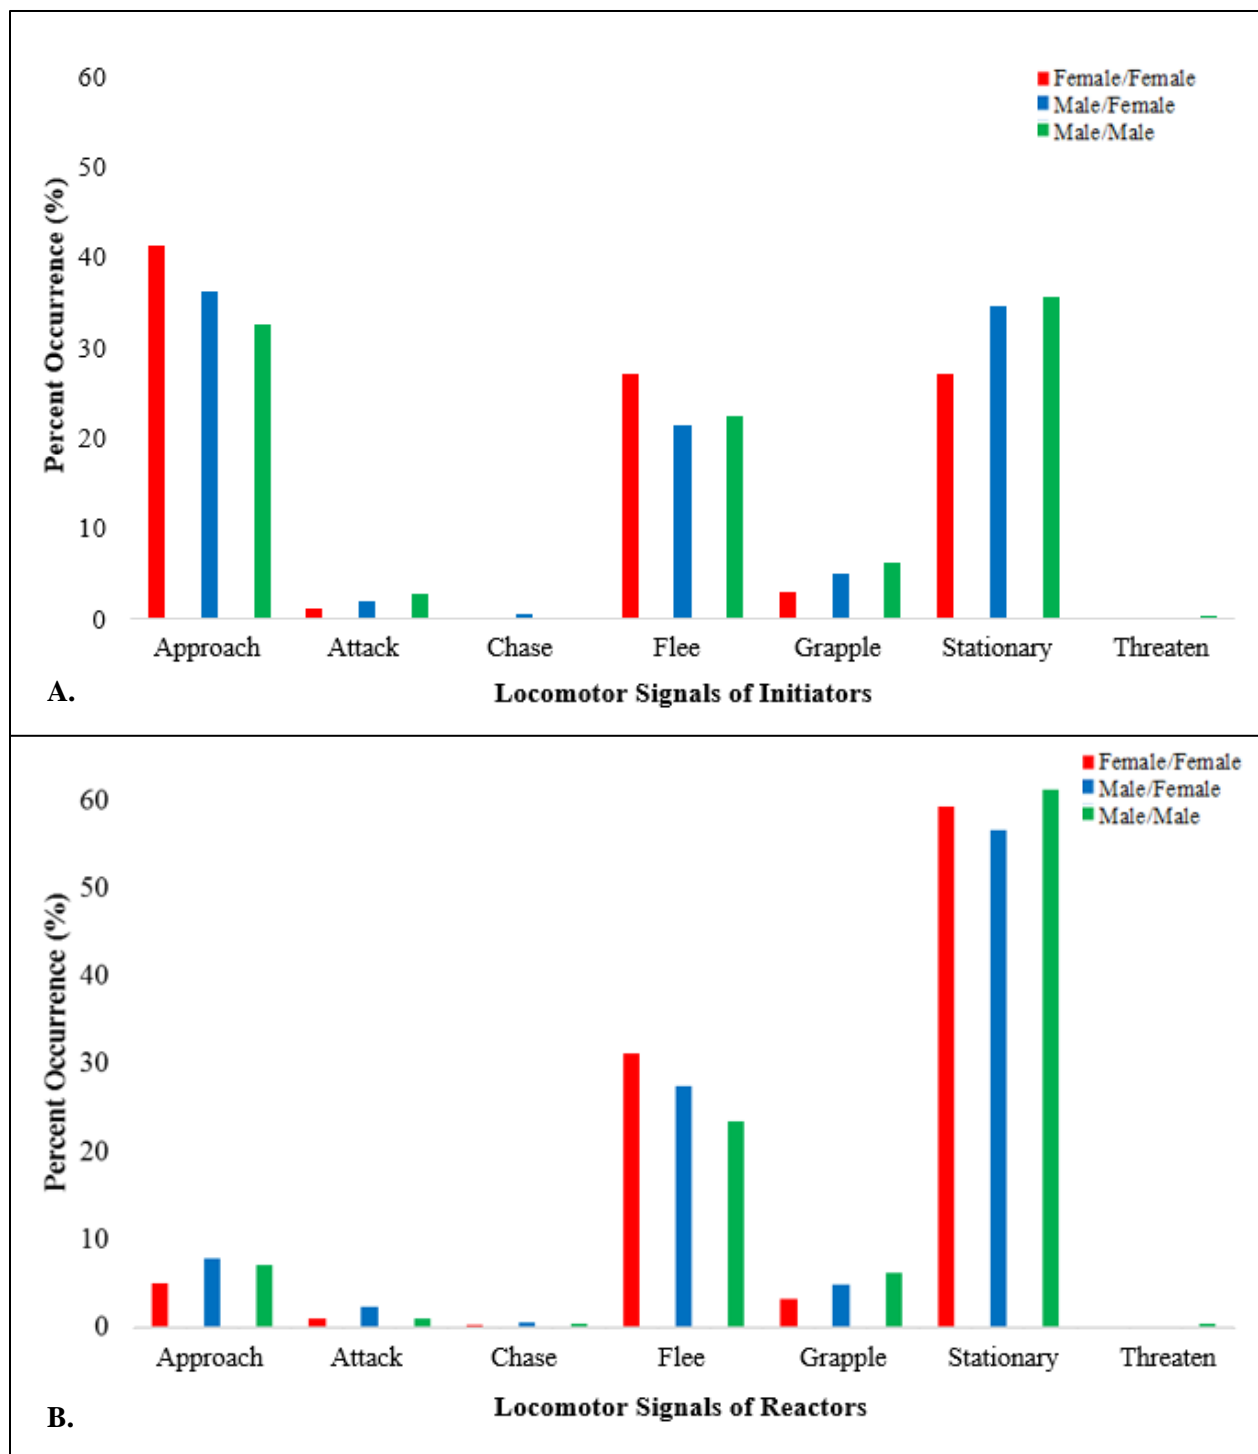 60
Female/Female
Male/Female
50
Male/Male
40
30
20
10
0
Percent Occurrence (%)
Approach Attack Chase Flee Grapple Stationary Threaten
A.
Locomotor Signals of Initiators
Female/Female
Male/Female
Male/Male
60
50
40
30
20
10
0
Percent Occurrence (%)
Approach Attack Chase Flee Grapple Stationary Threaten
Locomotor Signals of Reactors
B.